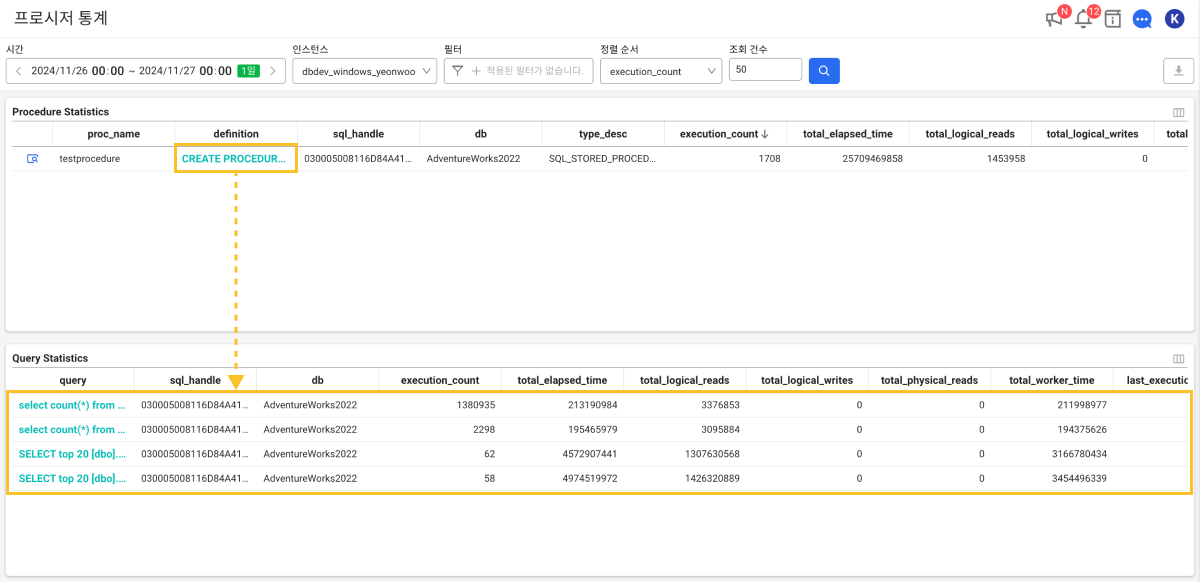 프로시저 통계
N
12
K
시간
인스턴스
필터
정렬 순서
조회 건수
2024/11/26 00:00 ~ 2024/11/27 00:00 1일
dbdev_windows_yeonwoo
적용된 필터가 없습니다.
execution_count
50
Procedure Statistics
proc_name definition sql_handle db type_desc execution_count total_elapsed_time total_logical_reads total_logical_writes total
testprocedure CREATE PROCEDUR... 030005008116D84A41... AdventureWorks2022 SQL_STORED_PROCED... 1708 25709469858 1453958 0
Query Statistics
query sql_handle db execution_count total_elapsed_time total_logical_reads total_logical_writes total_physical_reads total_worker_time last_executio
select count(*) from ... 030005008116D84A41... AdventureWorks2022 1380935 213190984 3376853 0 0 211998977
select count(*) from ... 030005008116D84A41... AdventureWorks2022 2298 195465979 3095884 0 0 194375626
SELECT top 20 [dbo].... 030005008116D84A41... AdventureWorks2022 62 4572907441 1307630568 0 0 3166780434
SELECT top 20 [dbo].... 030005008116D84A41... AdventureWorks2022 58 4974519972 1426320889 0 0 3454496339